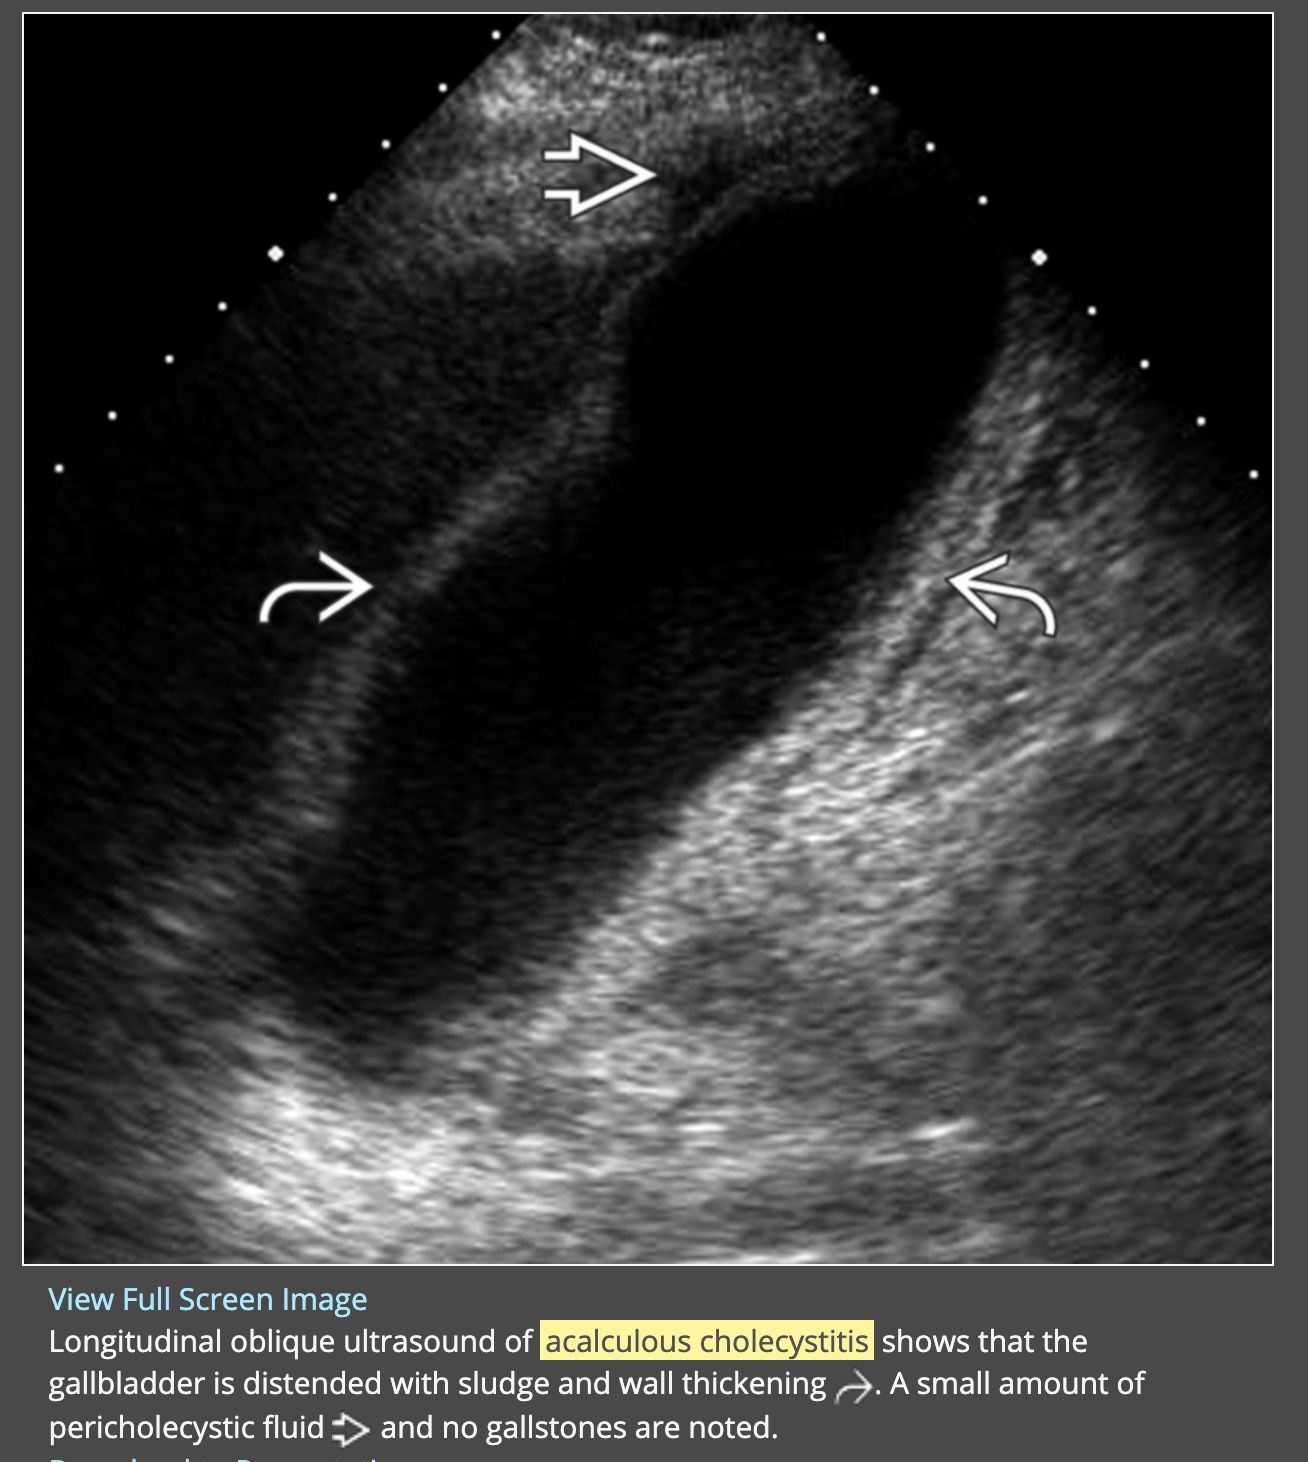 View Full Screen Image
Longitudinal oblique ultrasound of acalculous cholecystitis shows that the
gallbladder is distended with sludge and wall thickening . A small amount of
pericholecystic fluid and no gallstones are noted.